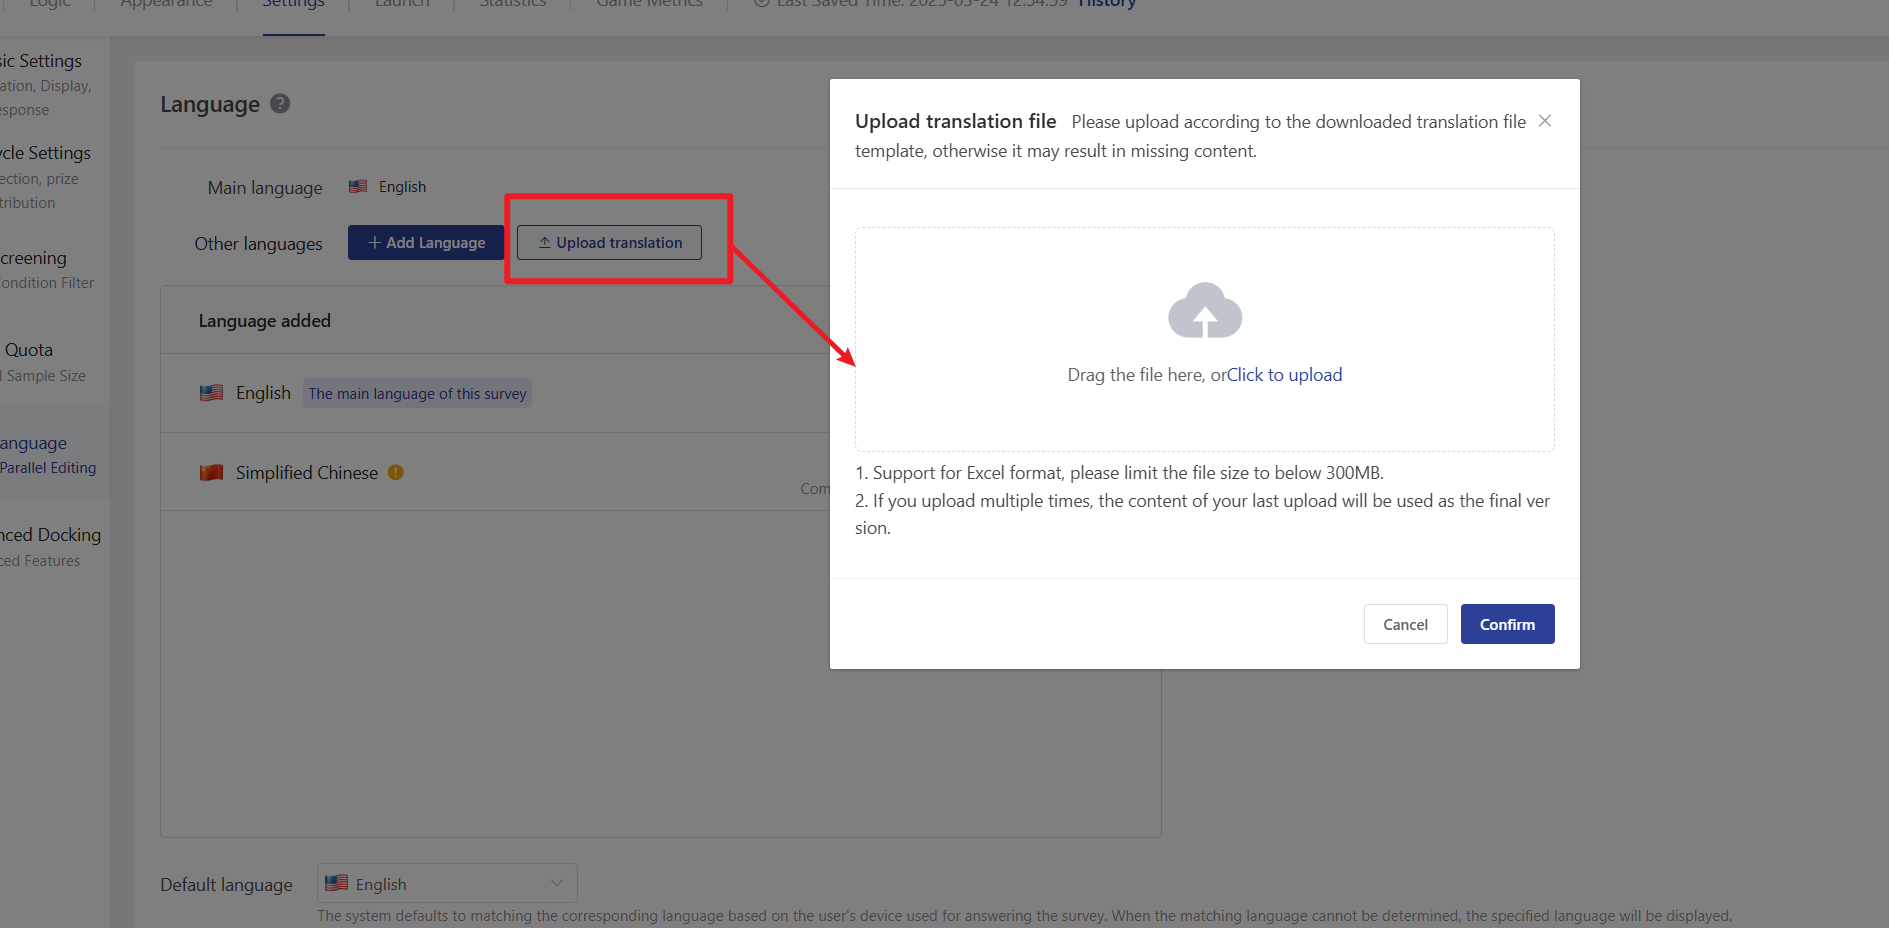 Logic
Appearance
Settings
Launch
Statistics
Game Metrics
Last Saved Time: 2025-03-24 12:54:59 History
sic Settings
ation, Display,
esponse
ycle Settings
ection, prize
tribution
creening
Condition Filter
Quota
d Sample Size
anguage
Parallel Editing
nced Docking
ced Features
Language ?
Main language
English
Other languages
+ Add Language
Upload translation
Language added
English
The main language of this survey
Simplified Chinese
Com
Default language
English
The system defaults to matching the corresponding language based on the user's device used for answering the survey. When the matching language cannot be determined, the specified language will be displayed.
Upload translation file Please upload according to the downloaded translation file
template, otherwise it may result in missing content.
Drag the file here, orClick to upload
1. Support for Excel format, please limit the file size to below 300MB.
2. If you upload multiple times, the content of your last upload will be used as the final ver
sion.
Cancel
Confirm